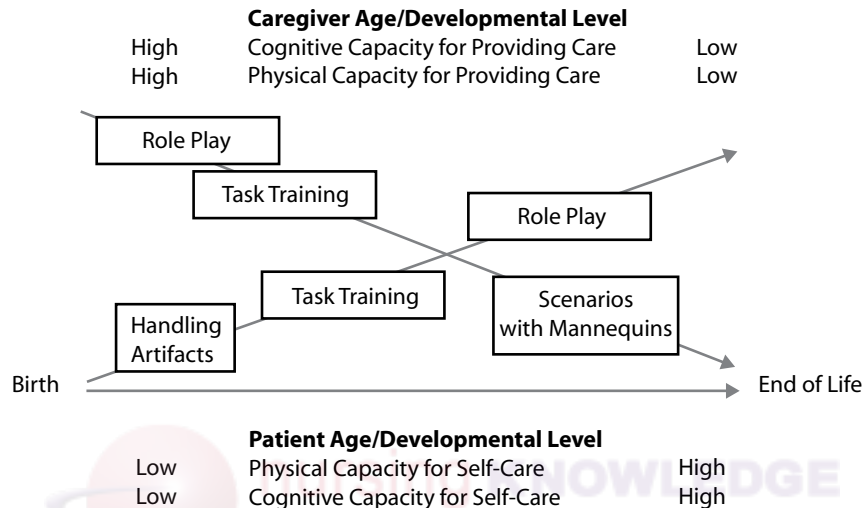 Caregiver Age/Developmental Level
High Cognitive Capacity for Providing Care Low
High Physical Capacity for Providing Care Low
Role Play
Task Training
Role Play
Task Training
Scenarios
with Mannequins
Handling
Artifacts
Birth
End of Life
Patient Age/Developmental Level
Low Physical Capacity for Self-Care High
Low Cognitive Capacity for Self-Care High
nursing KNOWLEDGE